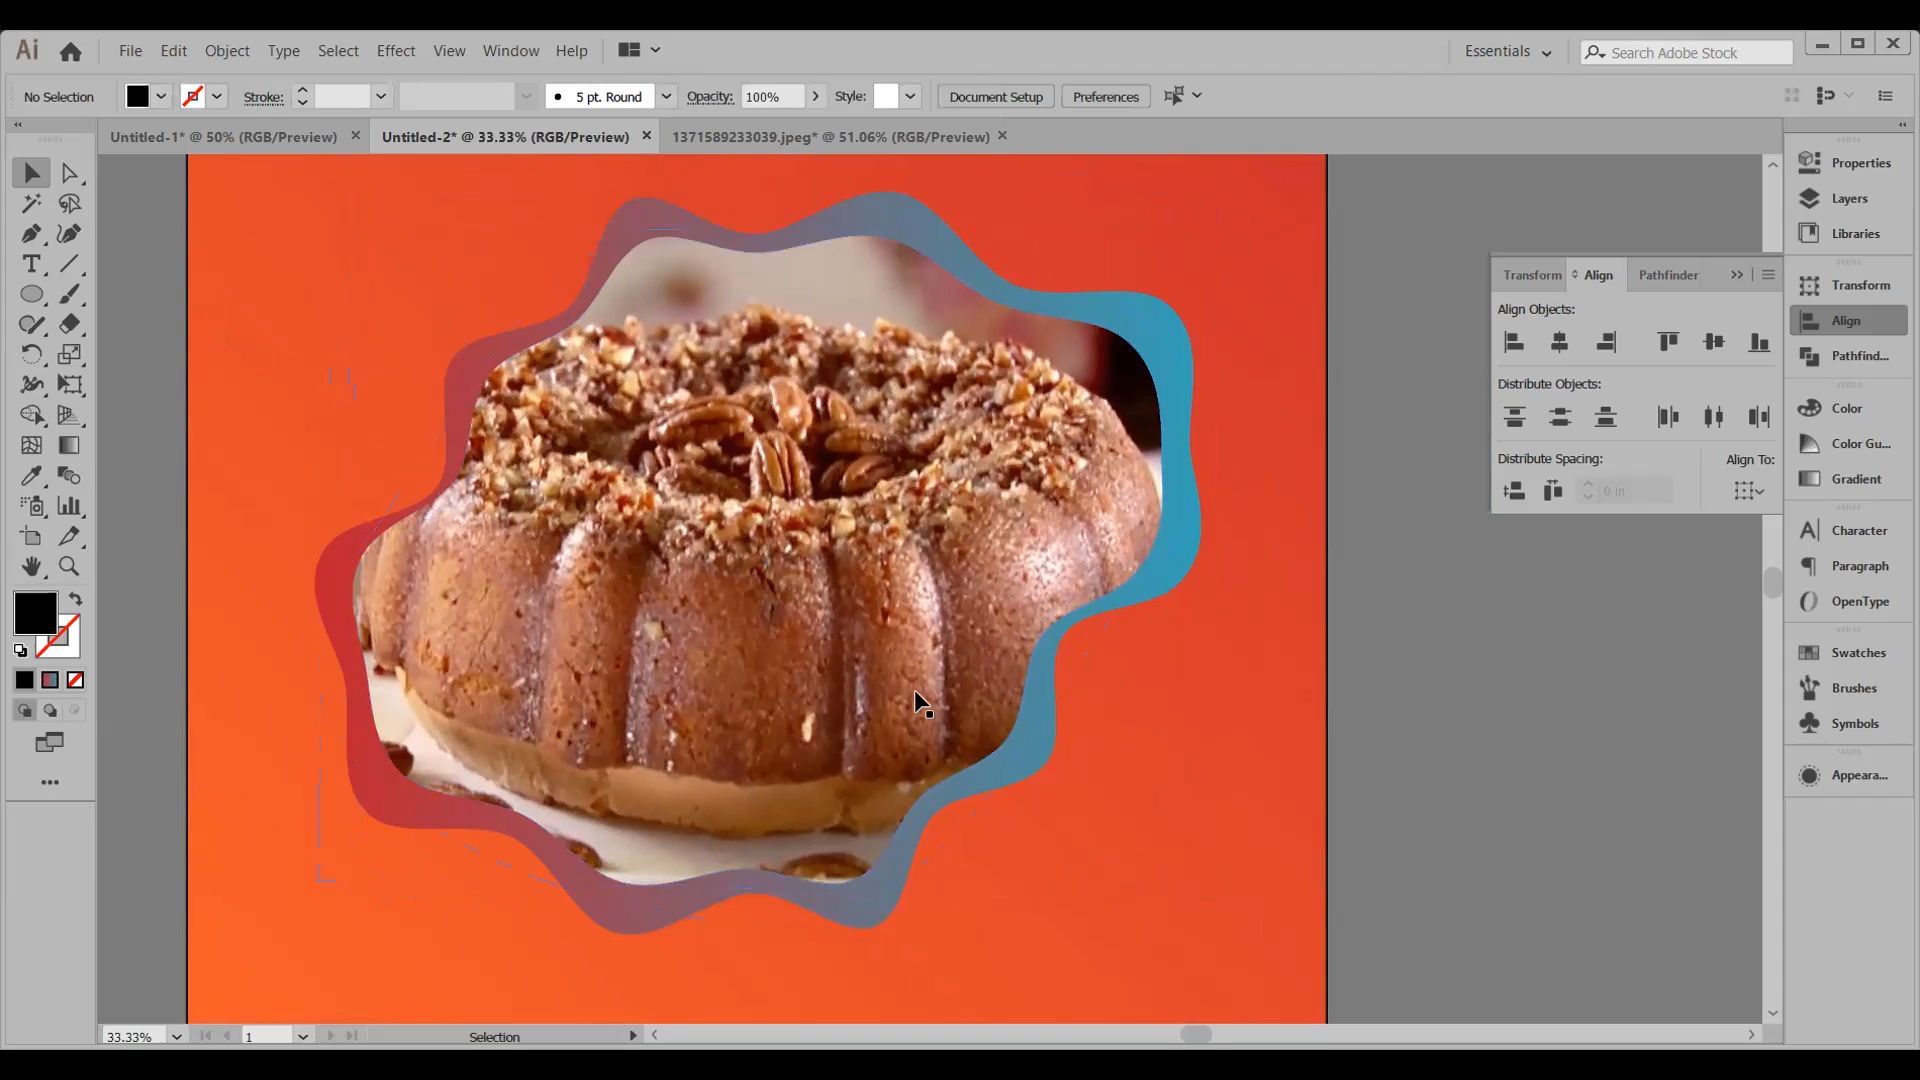 Ai File Edit Object Type Select Effect View Window Help Essentials Search Adobe Stock
No Selection Stroke: 5 pt. Round Opacity: 100% Style: Document Setup Preferences
Untitled-1* @ 50% (RGB/Preview) Untitled-2* @ 33.33% (RGB/Preview) 1371589233039.jpeg* @ 51.06% (RGB/Preview)
Properties
Layers
Libraries
Transform Align Pathfinder
Transform
Align Objects:
Align
Pathfind...
Distribute Objects:
Color
Color Gu...
Distribute Spacing: Align To:
Gradient
0 in
Character
Paragraph
OpenType
Swatches
Brushes
Symbols
Appeara...
33.33% 1 Selection